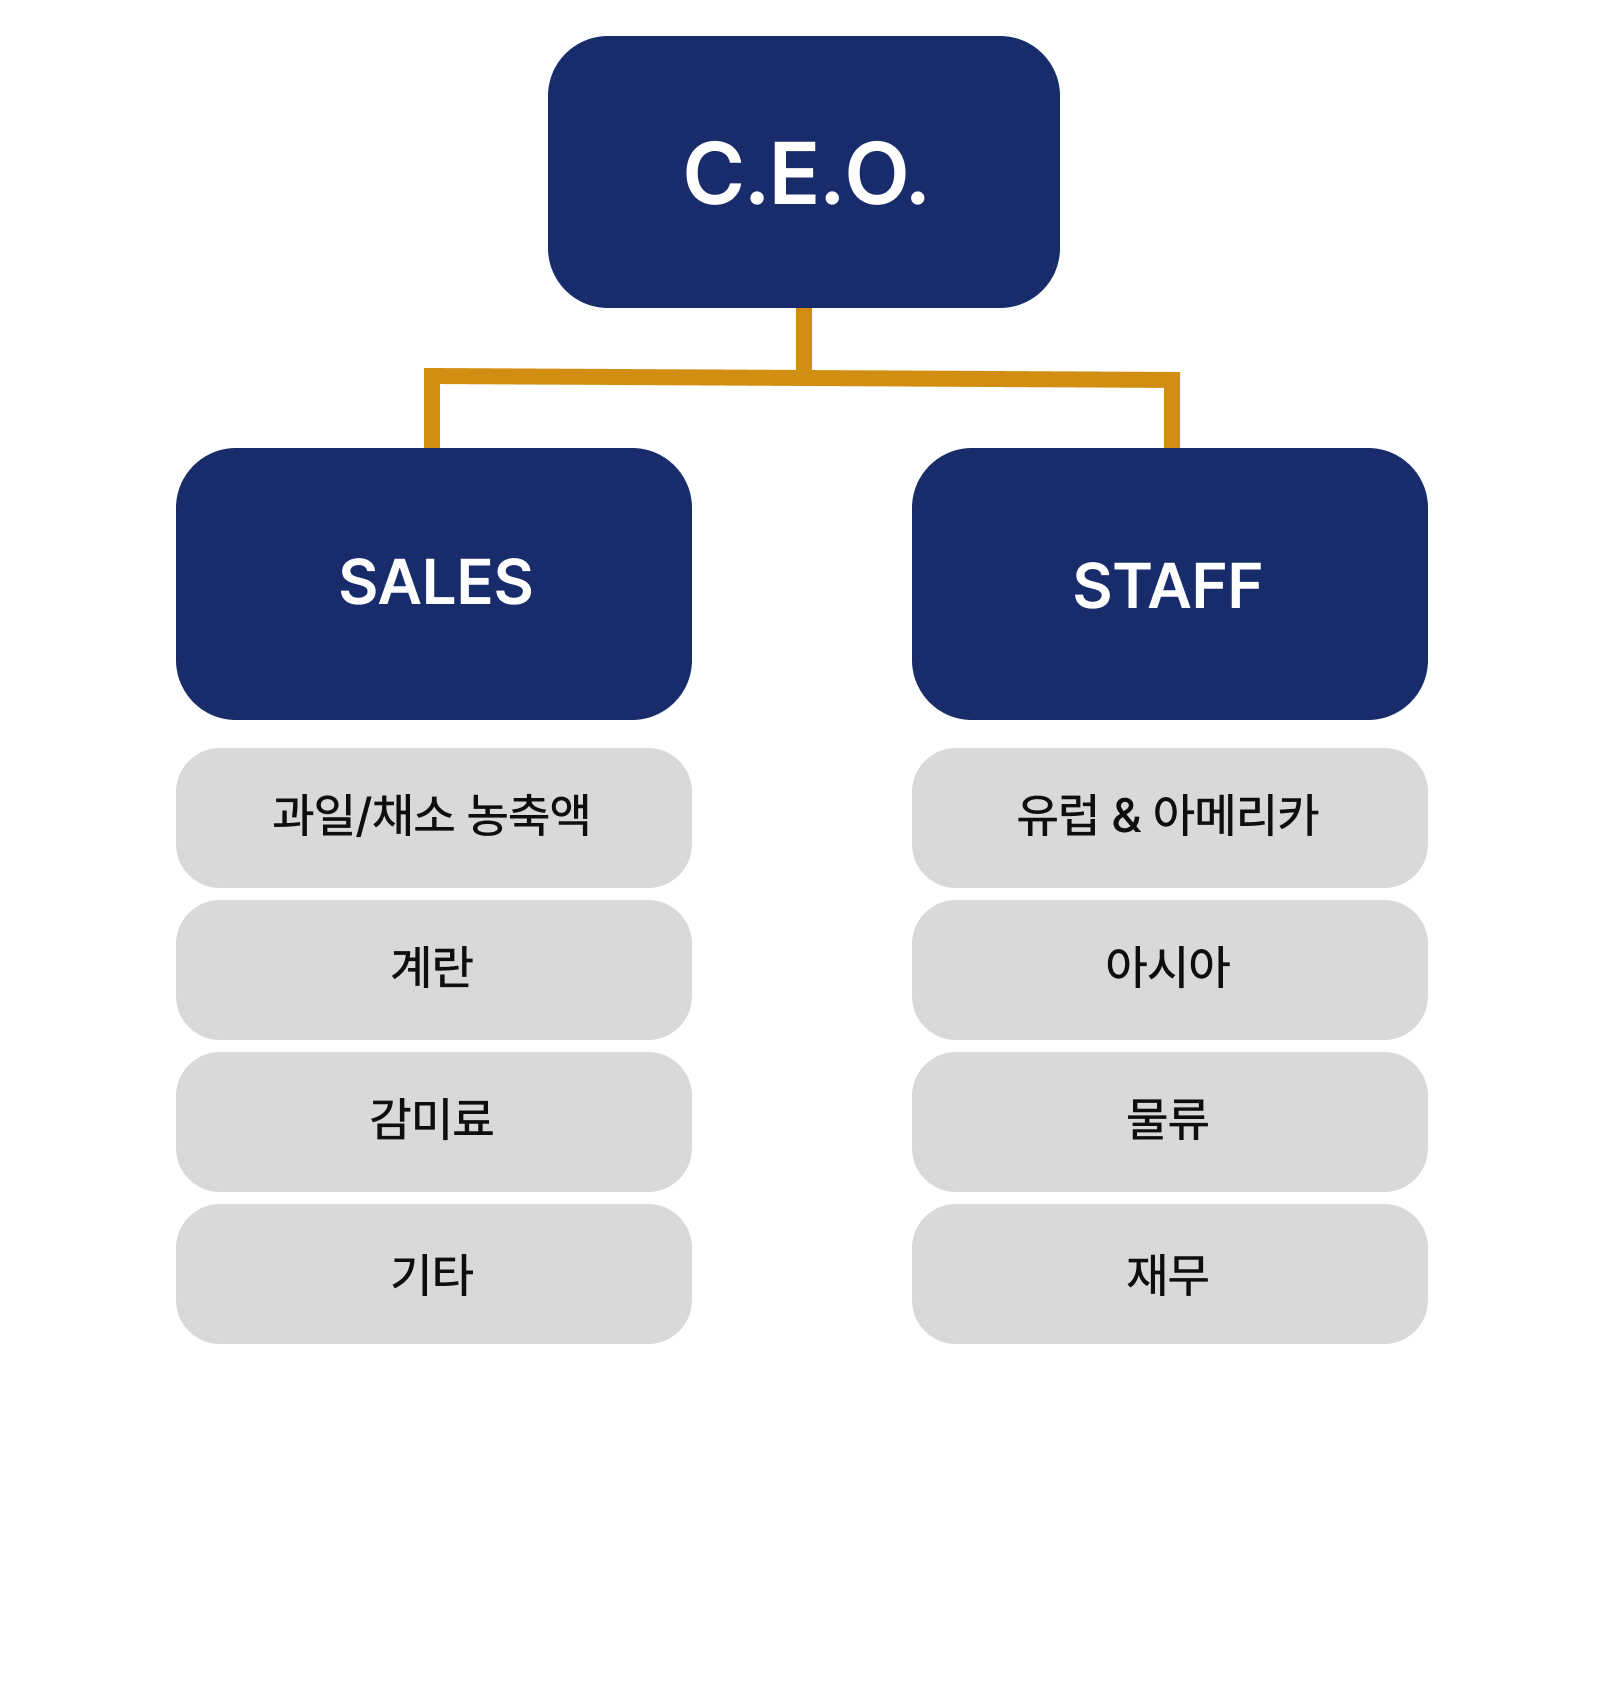 C.E.O.
SALES
과일/채소 농축액
계란
감미료
기타
STAFF
유럽 & 아메리카
아시아
물류
재무